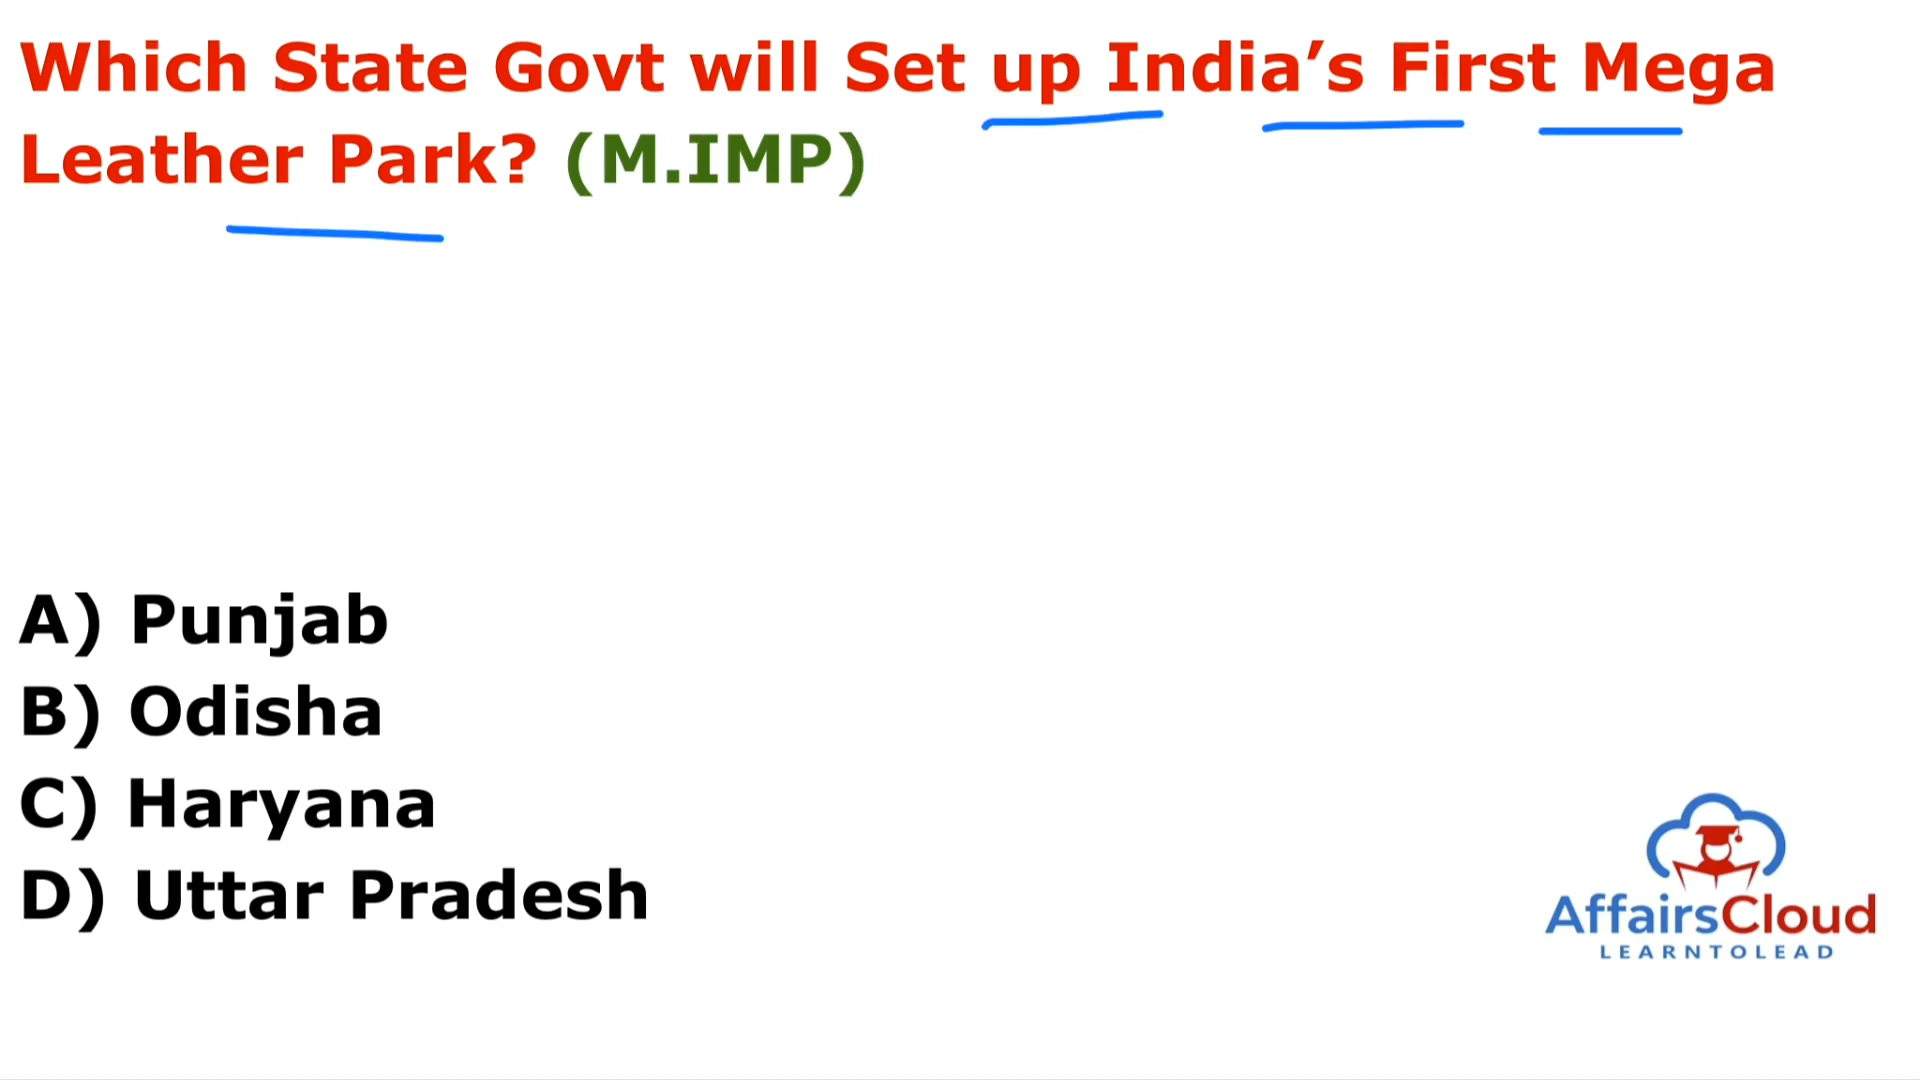 Which State Govt will Set up India’s First Mega
Leather Park? (M.IMP)
A) Punjab
B) Odisha
C) Haryana
D) Uttar Pradesh
AffairsCloud
LEARNTOLEAD